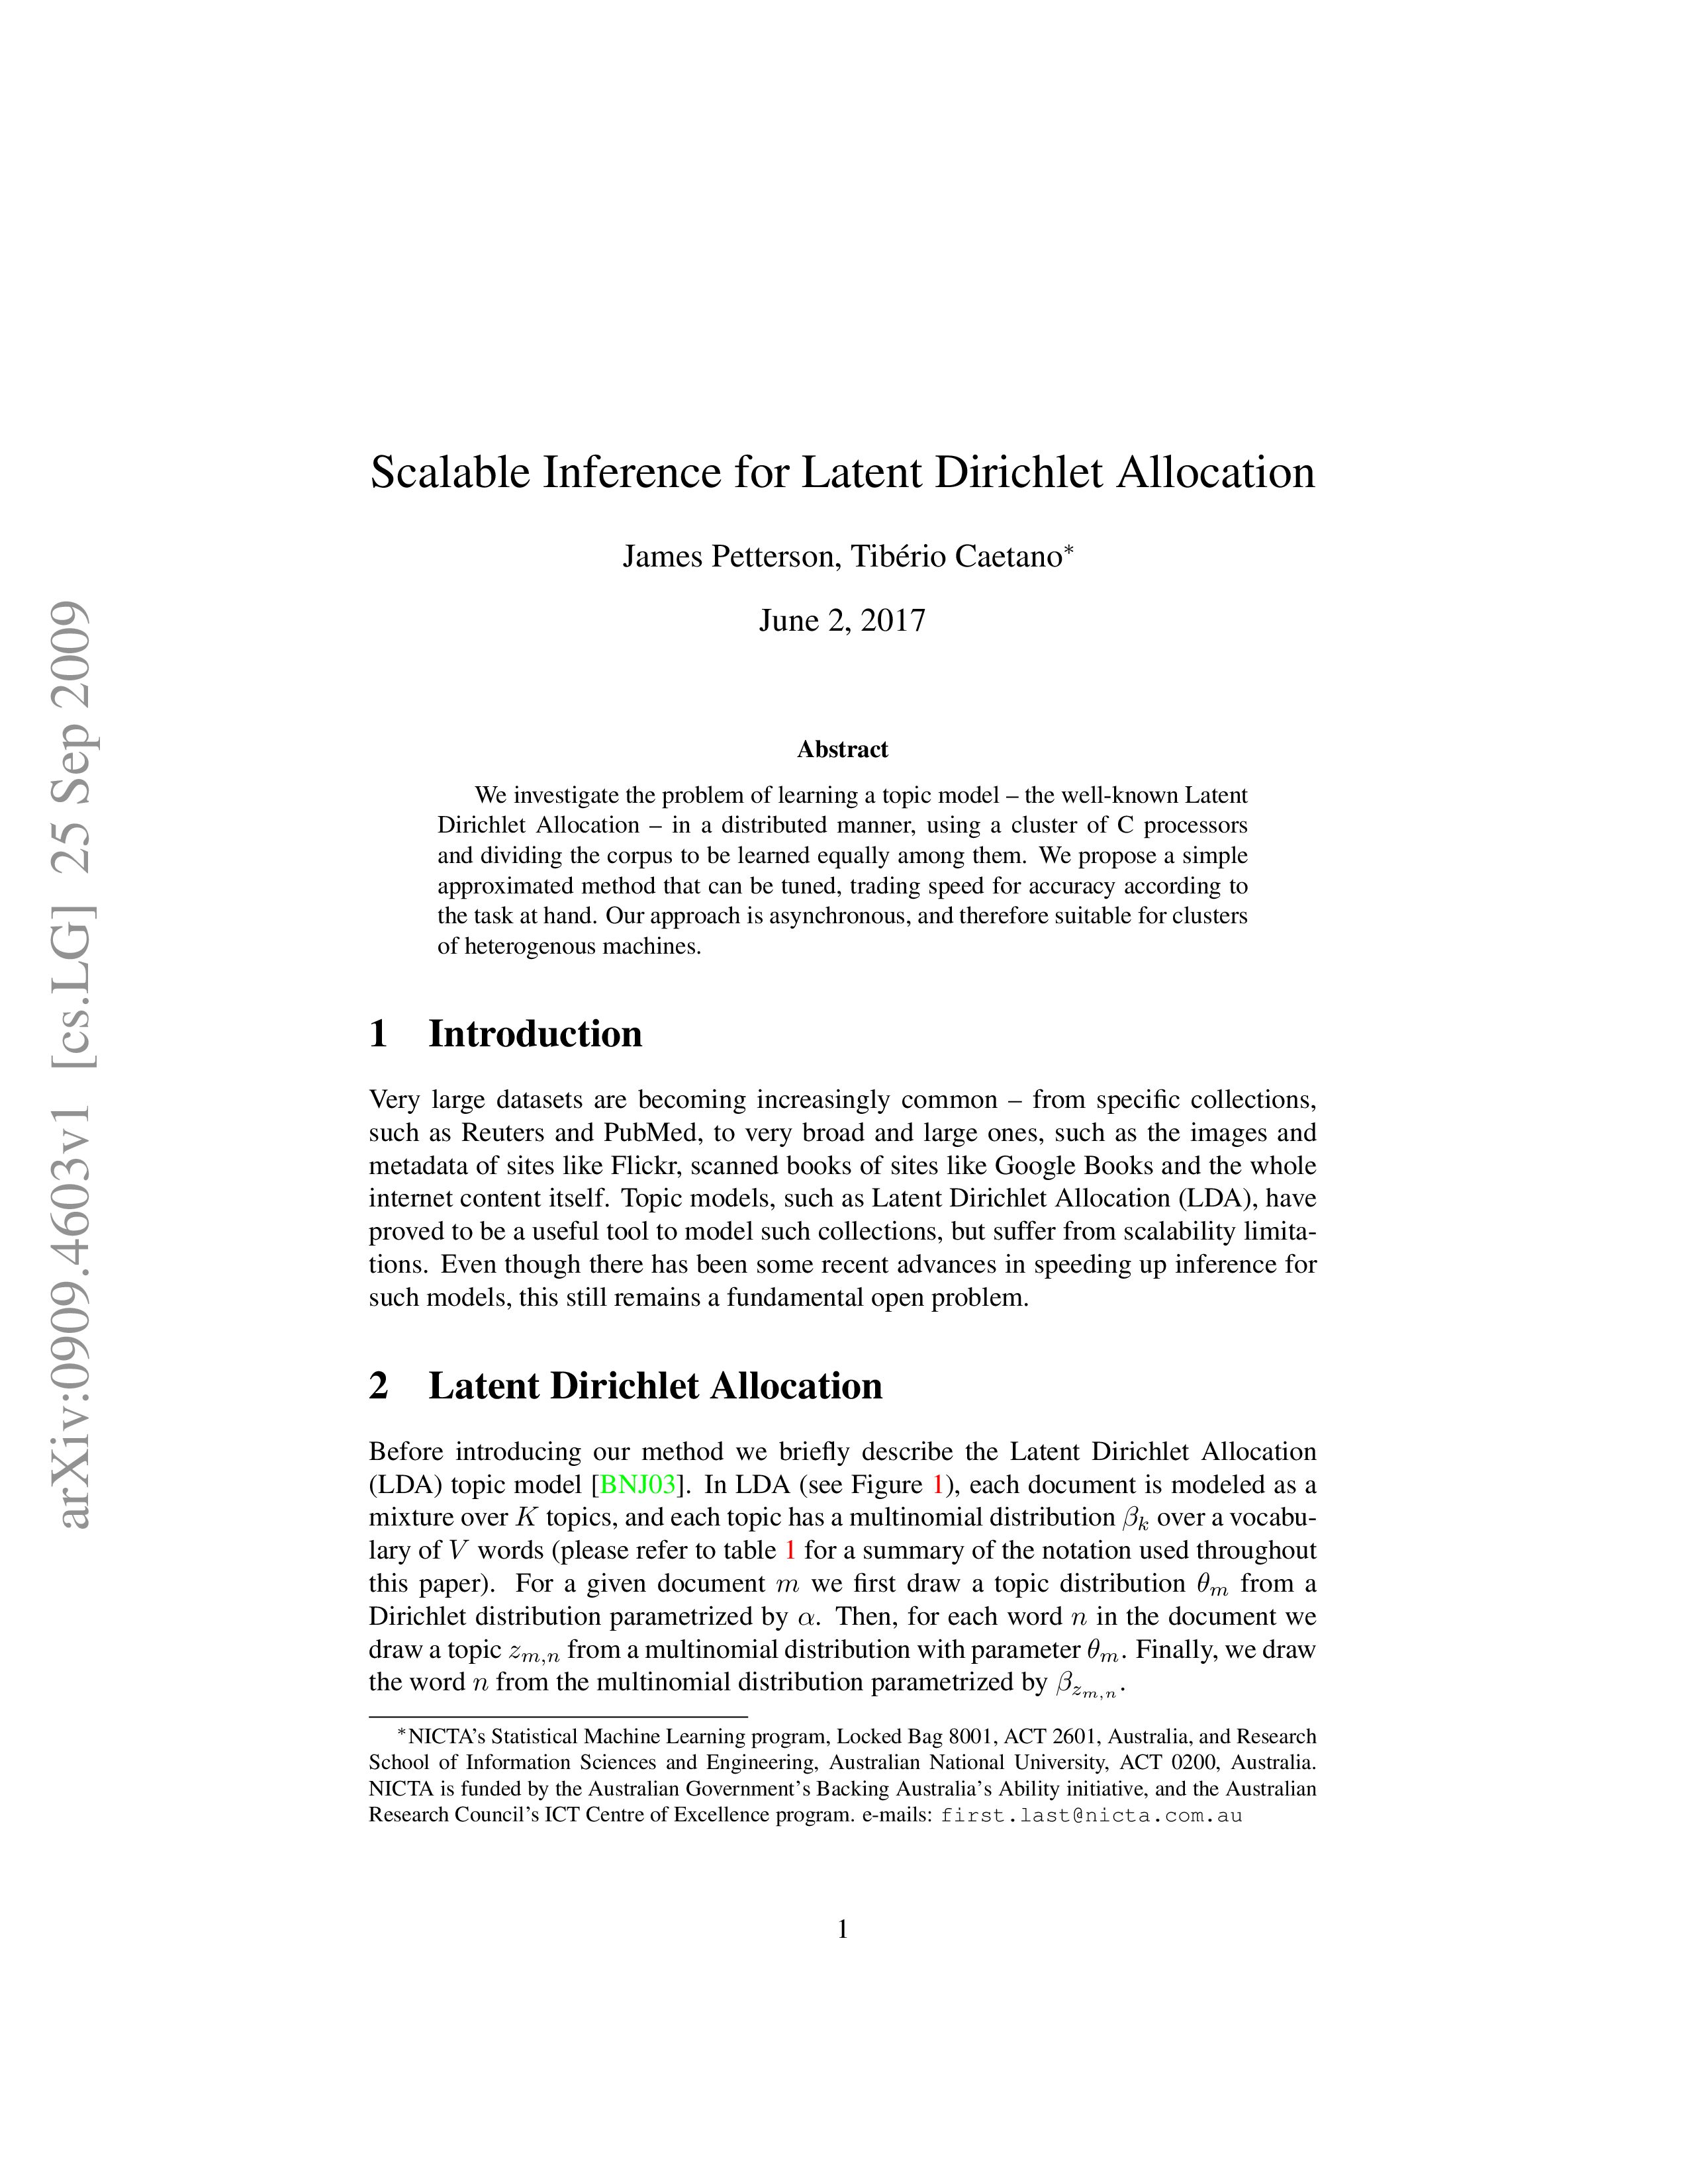 Scalable Inference for Latent Dirichlet Allocation
James Petterson, Tibério Caetano*
June 2, 2017
Abstract
We investigate the problem of learning a topic model – the well-known Latent
Dirichlet Allocation – in a distributed manner, using a cluster of C processors
and dividing the corpus to be learned equally among them. We propose a simple
approximated method that can be tuned, trading speed for accuracy according to
the task at hand. Our approach is asynchronous, and therefore suitable for clusters
of heterogenous machines.
1 Introduction
Very large datasets are becoming increasingly common – from specific collections,
such as Reuters and PubMed, to very broad and large ones, such as the images and
metadata of sites like Flickr, scanned books of sites like Google Books and the whole
internet content itself. Topic models, such as Latent Dirichlet Allocation (LDA), have
proved to be a useful tool to model such collections, but suffer from scalability limita-
tions. Even though there has been some recent advances in speeding up inference for
such models, this still remains a fundamental open problem.
2 Latent Dirichlet Allocation
Before introducing our method we briefly describe the Latent Dirichlet Allocation
(LDA) topic model [BNJ03]. In LDA (see Figure 1), each document is modeled as a
mixture over K topics, and each topic has a multinomial distribution β_k over a vocabu-
lary of V words (please refer to table 1 for a summary of the notation used throughout
this paper). For a given document m we first draw a topic distribution θ_m from a
Dirichlet distribution parametrized by α. Then, for each word n in the document we
draw a topic z_{m,n} from a multinomial distribution with parameter θ_m. Finally, we draw
the word n from the multinomial distribution parametrized by β_{z_{m,n}}.
*NICTA's Statistical Machine Learning program, Locked Bag 8001, ACT 2601, Australia, and Research
School of Information Sciences and Engineering, Australian National University, ACT 0200, Australia.
NICTA is funded by the Australian Government's Backing Australia's Ability initiative, and the Australian
Research Council's ICT Centre of Excellence program. e-mails: first.last@nicta.com.au
1
arXiv:0909.4603v1 [cs.LG] 25 Sep 2009